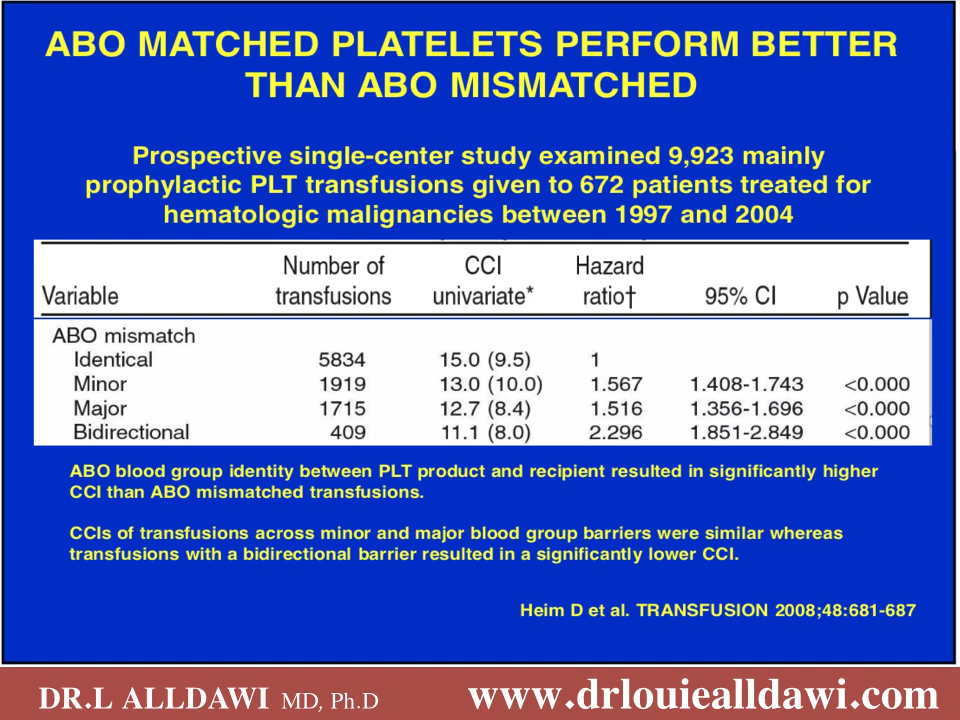 ABO MATCHED PLATELETS PERFORM BETTER
THAN ABO MISMATCHED
Prospective single-center study examined 9,923 mainly
prophylactic PLT transfusions given to 672 patients treated for
hematologic malignancies between 1997 and 2004
Number of CCI Hazard
Variable transfusions univariate* ratio† 95% CI p Value
ABO mismatch
Identical 5834 15.0 (9.5) 1
Minor 1919 13.0 (10.0) 1.567 1.408-1.743 <0.000
Major 1715 12.7 (8.4) 1.516 1.356-1.696 <0.000
Bidirectional 409 11.1 (8.0) 2.296 1.851-2.849 <0.000
ABO blood group identity between PLT product and recipient resulted in significantly higher
CCI than ABO mismatched transfusions.
CCIs of transfusions across minor and major blood group barriers were similar whereas
transfusions with a bidirectional barrier resulted in a significantly lower CCI.
Heim D et al. TRANSFUSION 2008;48:681-687
DR.L ALLDAWI MD, Ph.D www.drlouiealldawi.com